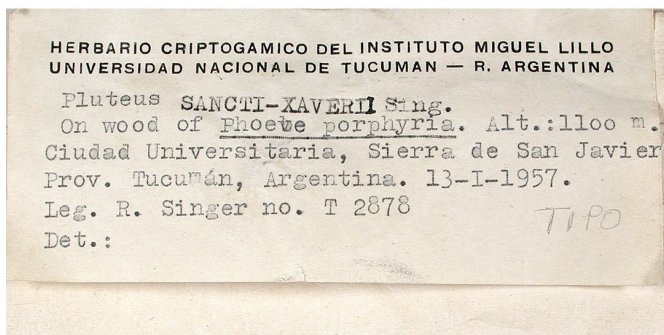 HERBARIO CRIPTOGAMICO DEL INSTITUTO MIGUEL LILLO
UNIVERSIDAD NACIONAL DE TUCUMAN — R. ARGENTINA
Pluteus SANCTI-XAVERII Sing.
On wood of Phoebe porphyria. Alt.:1100 m.
Ciudad Universitaria, Sierra de San Javier
Prov. Tucumán, Argentina. 13-I-1957.
Leg. R. Singer no. T 2878
TIPO
Det.: